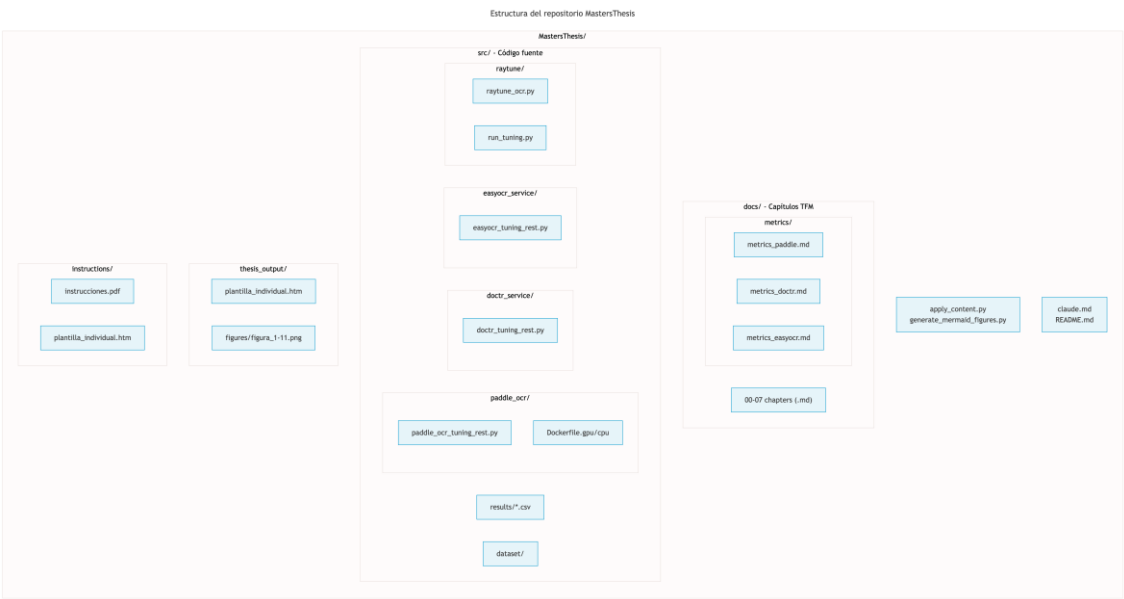 Estructura del repositorio MastersThesis
MastersThesis/
instructions/
instrucciones.pdf
plantilla_individual.htm
thesis_output/
plantilla_individual.htm
figures/figura_1-11.png
src/ - Código fuente
raytune/
raytune_ocr.py
run_tuning.py
easyocr_service/
easyocr_tuning_rest.py
doctr_service/
doctr_tuning_rest.py
paddle_ocr/
paddle_ocr_tuning_rest.py
Dockerfile.gpu/cpu
results/*.csv
dataset/
docs/ - Capítulos TFM
metrics/
metrics_paddle.md
metrics_doctr.md
metrics_easyocr.md
00-07 chapters (.md)
apply_content.py
generate_mermaid_figures.py
claude.md
README.md